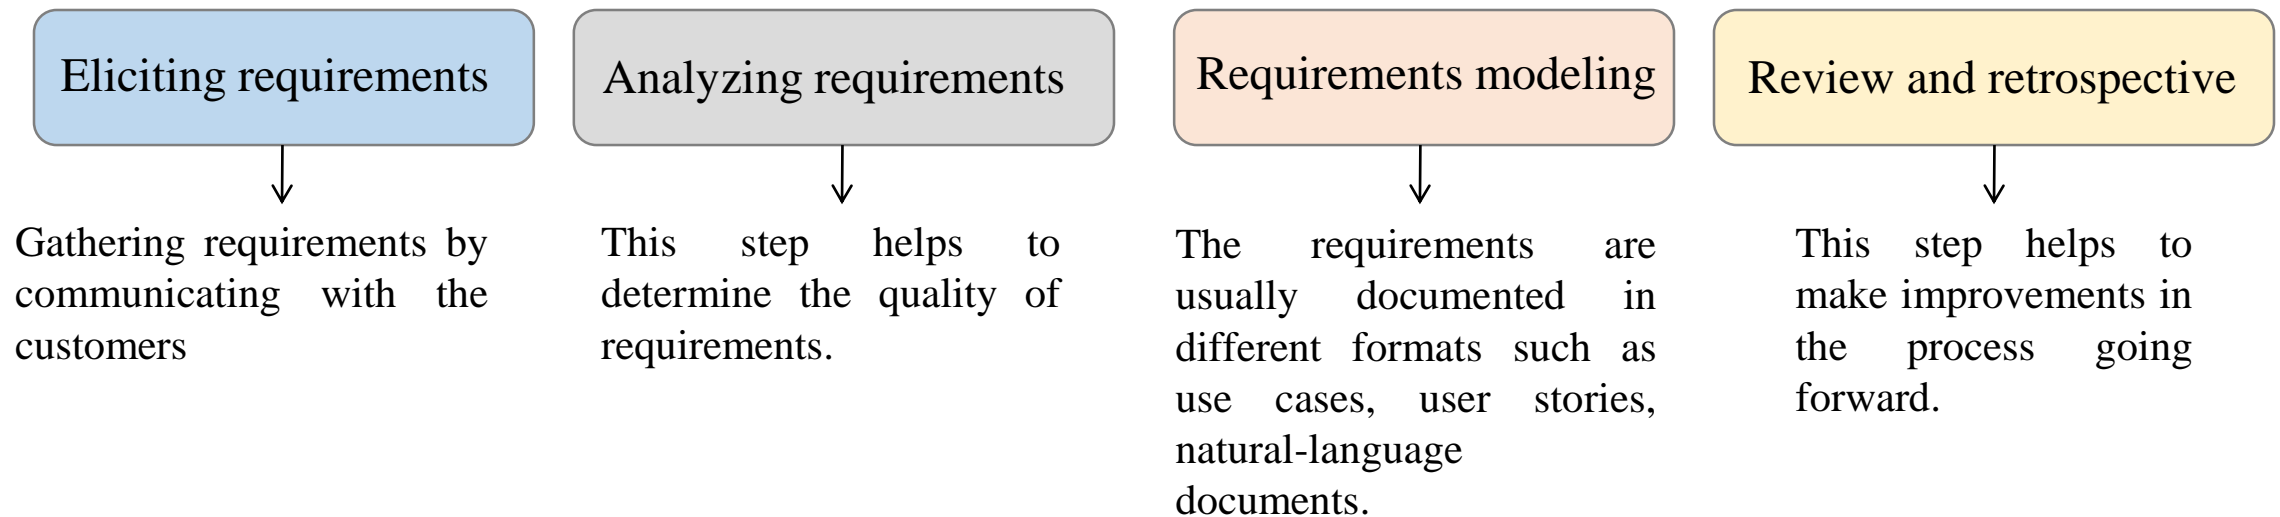 Eliciting requirements
Gathering requirements by
communicating with the
customers
Analyzing requirements
This step helps to
determine the quality of
requirements.
Requirements modeling
The requirements are
usually documented in
different formats such as
use cases, user stories,
natural-language
documents.
Review and retrospective
This step helps to
make improvements in
the process going
forward.